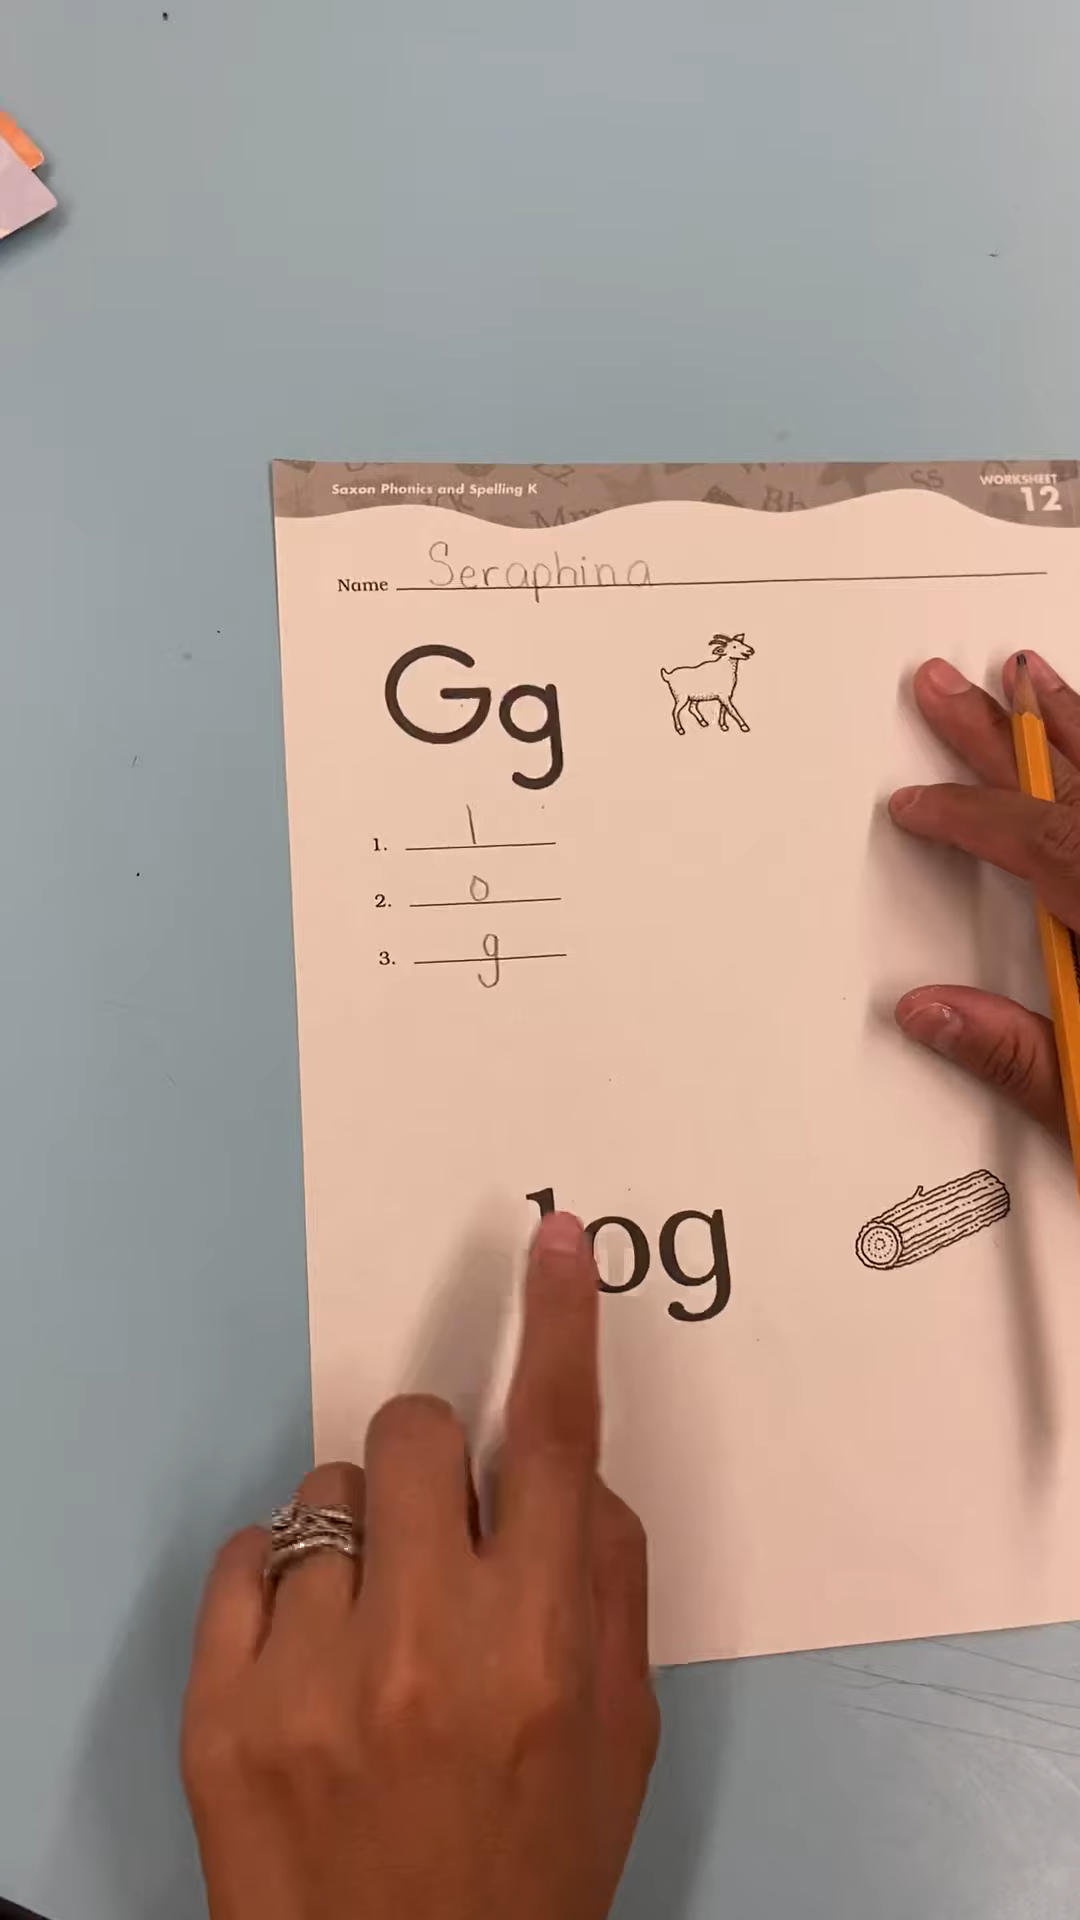 Saxon Phonics and Spelling K
WORKSHEET
12
Name Seraphina
Gg
1. l
2. o
3. g
log